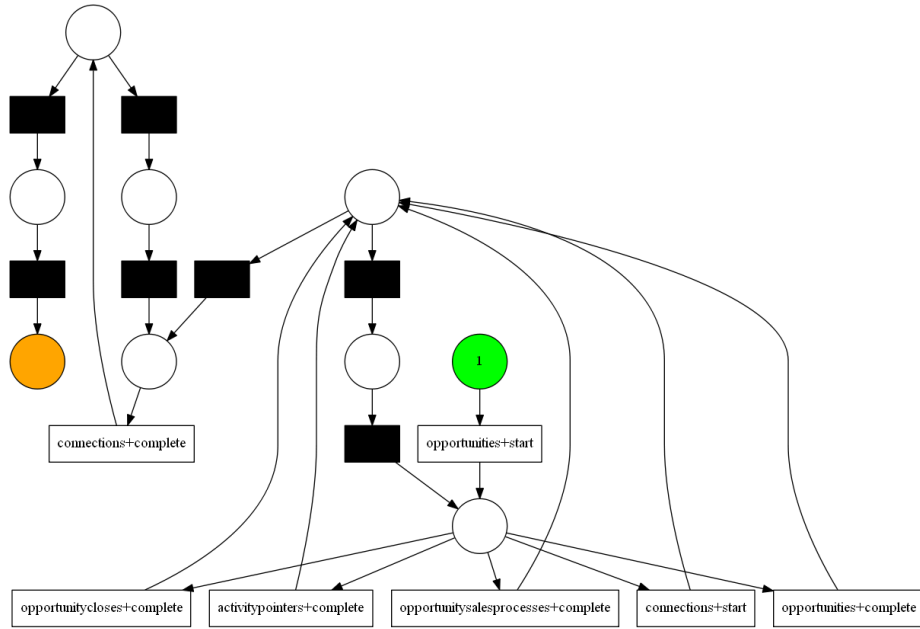 1
connections+complete
opportunities+start
opportunitycloses+complete
activitypointers+complete
opportunitysalesprocesses+complete
connections+start
opportunities+complete